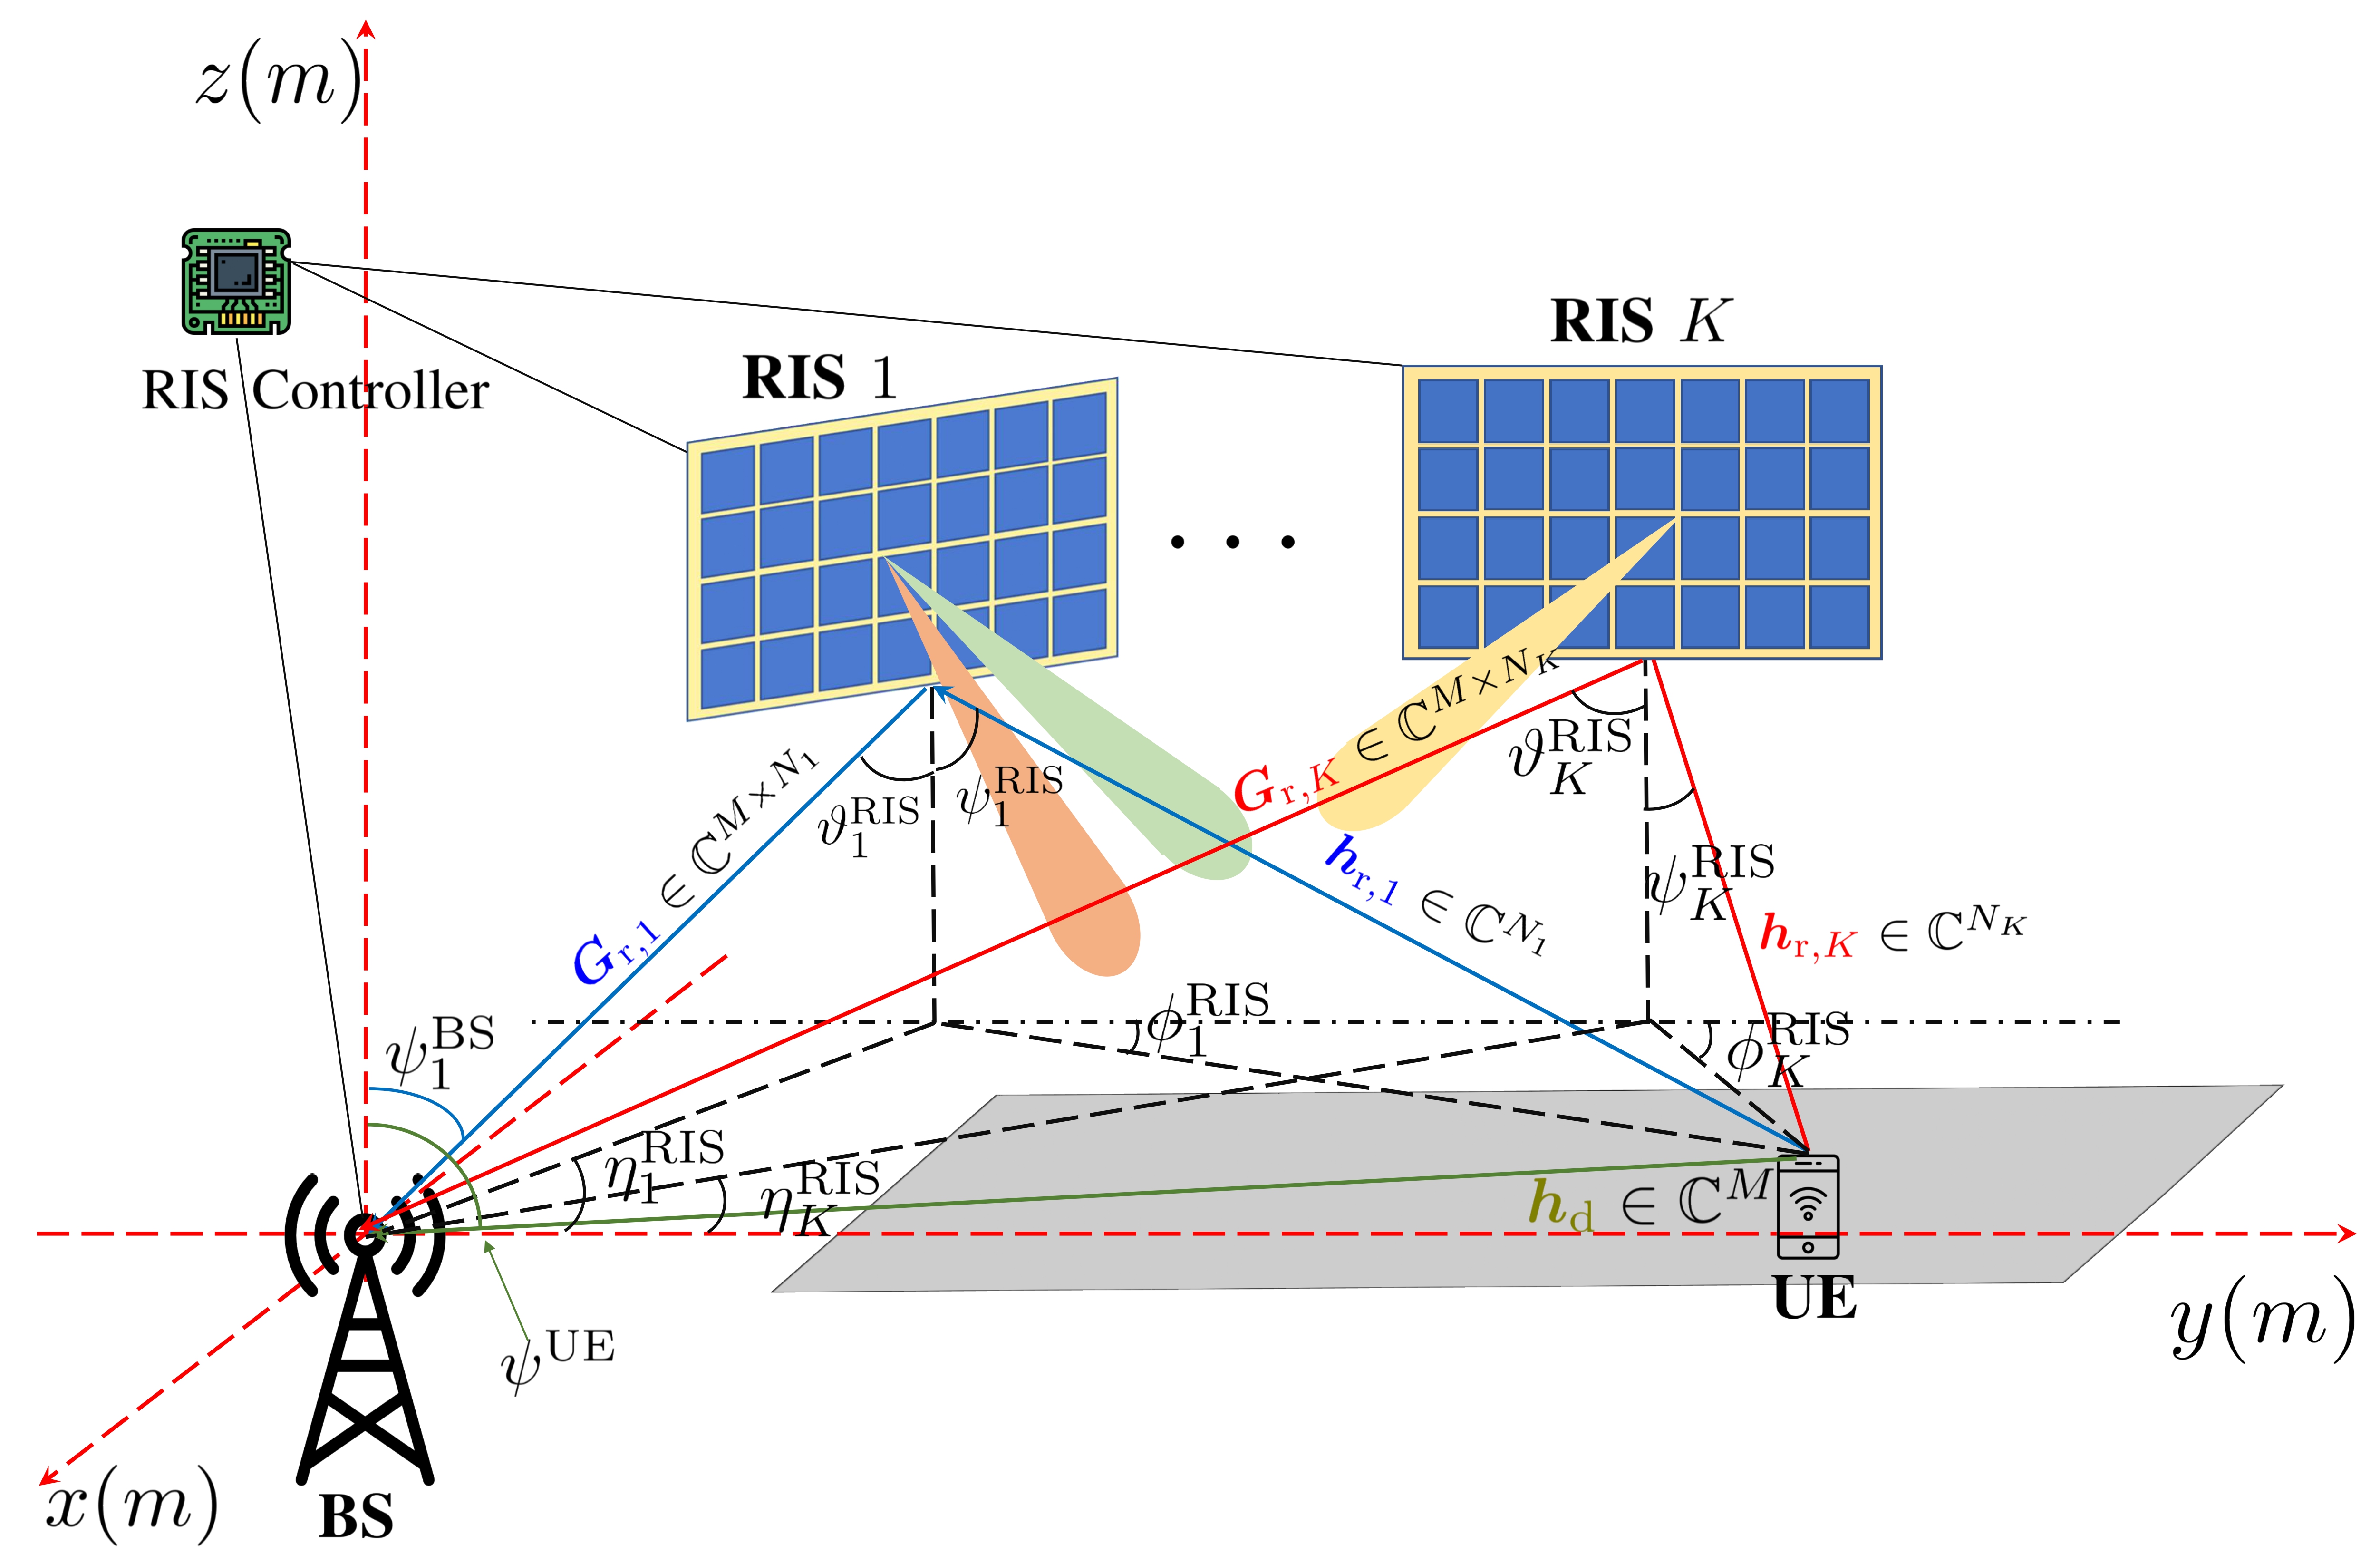 z(m)
RIS Controller
RIS 1
RIS K
. . .
G_{r,1} ∈ ℂ^{M×N_1}
ϑ_1^{RIS}
ψ_1^{RIS}
G_{r,K} ∈ ℂ^{M×N_K}
ϑ_K^{RIS}
h_{r,1} ∈ ℂ^{N_1}
ψ_K^{RIS}
h_{r,K} ∈ ℂ^{N_K}
ψ_1^{BS}
ϕ_1^{RIS}
ϕ_K^{RIS}
η_1^{RIS}
η_K^{RIS}
h_d ∈ ℂ^M
UE
y(m)
ψ^{UE}
x(m)
BS